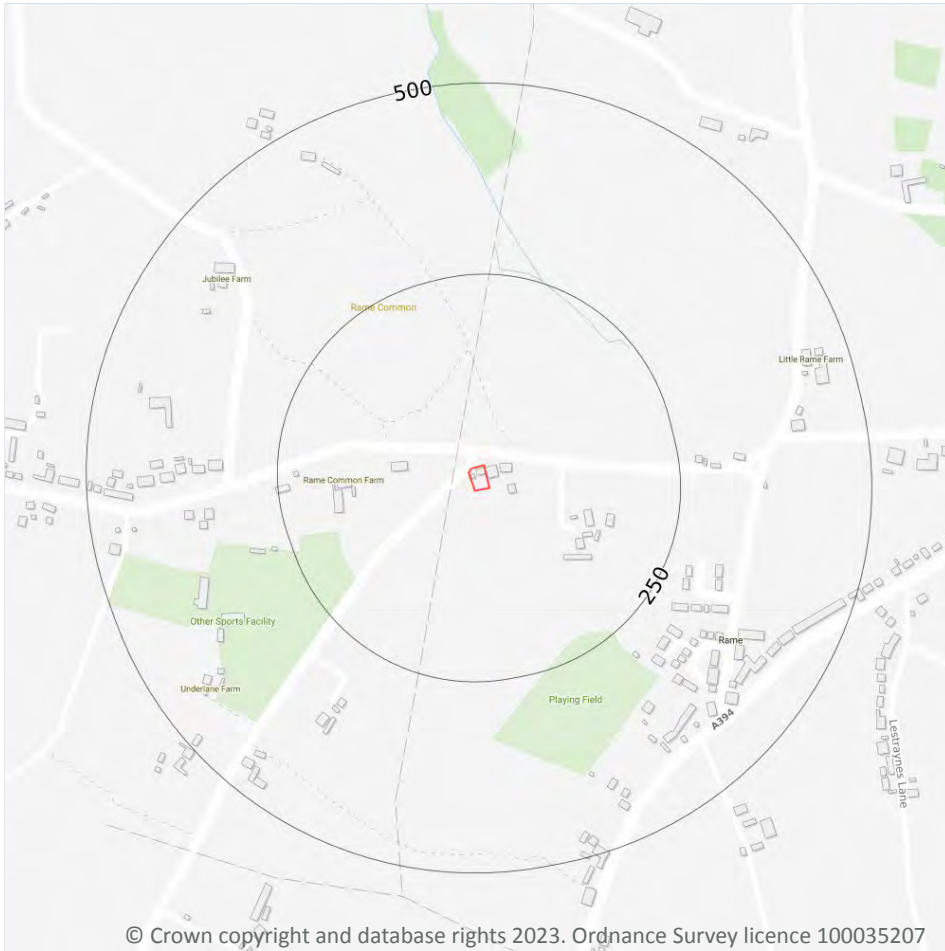 500
Jubilee Farm
Rame Common
Little Rame Farm
Rame Common Farm
250
Other Sports Facility
Rame
Underlane Farm
Playing Field
A394
Lestraynes Lane
© Crown copyright and database rights 2023. Ordnance Survey licence 100035207